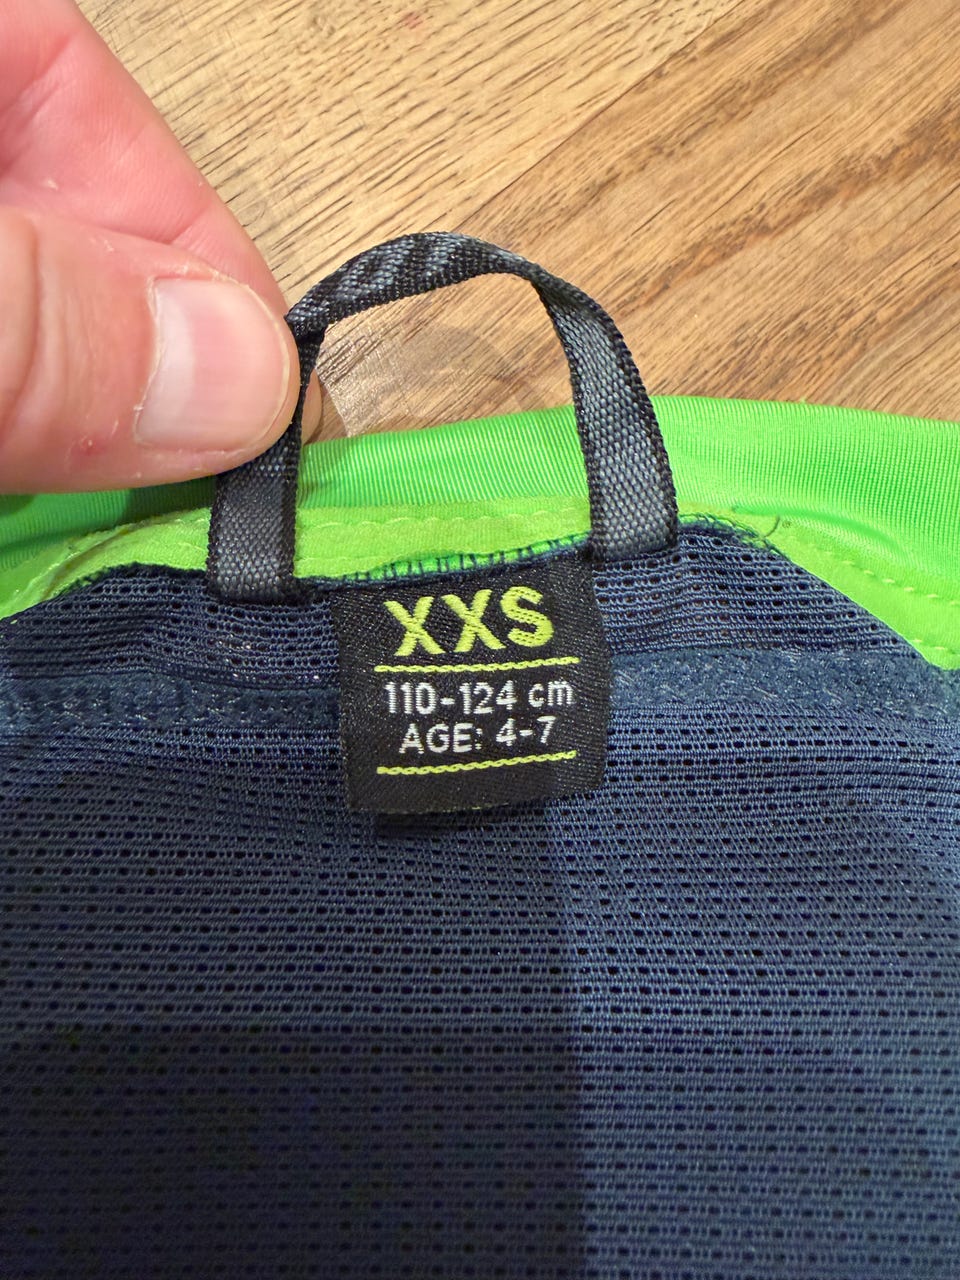 XXS
110-124 cm
AGE: 4-7